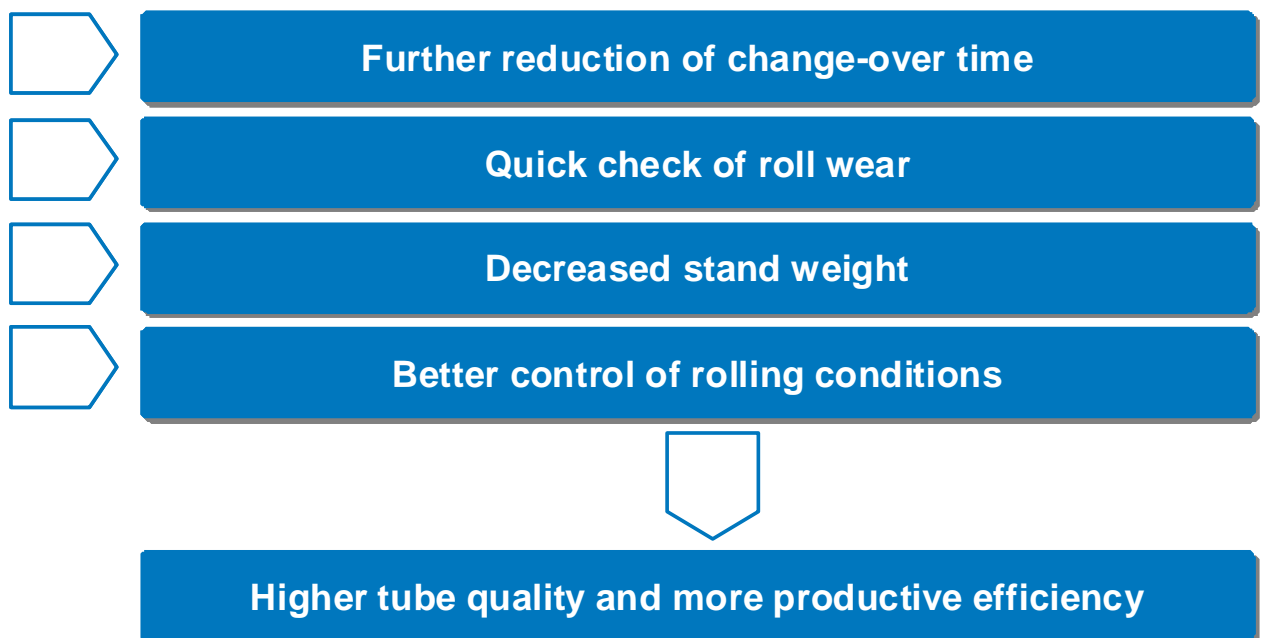 Further reduction of change-over time
Quick check of roll wear
Decreased stand weight
Better control of rolling conditions
Higher tube quality and more productive efficiency